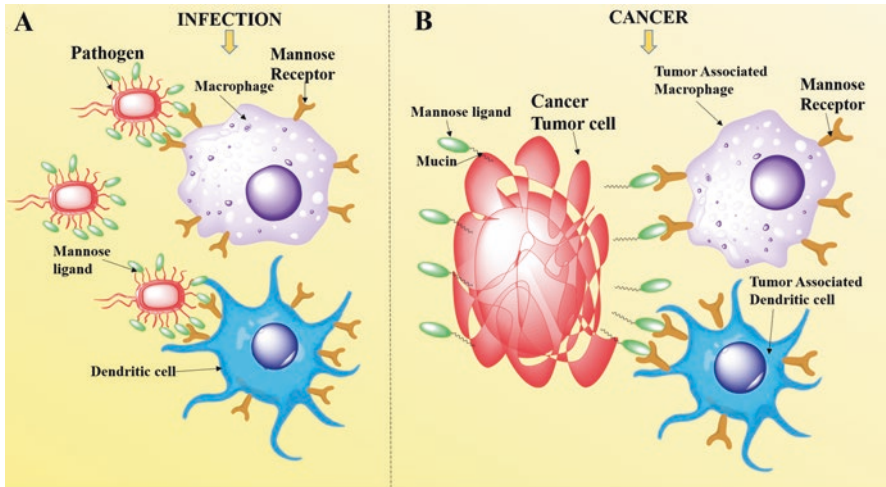 A
INFECTION
Pathogen
Macrophage
Mannose
Receptor
Mannose
ligand
Dendritic cell
B
CANCER
Mannose ligand
Mucin
Cancer
Tumor cell
Tumor Associated
Macrophage
Mannose
Receptor
Tumor Associated
Dendritic cell